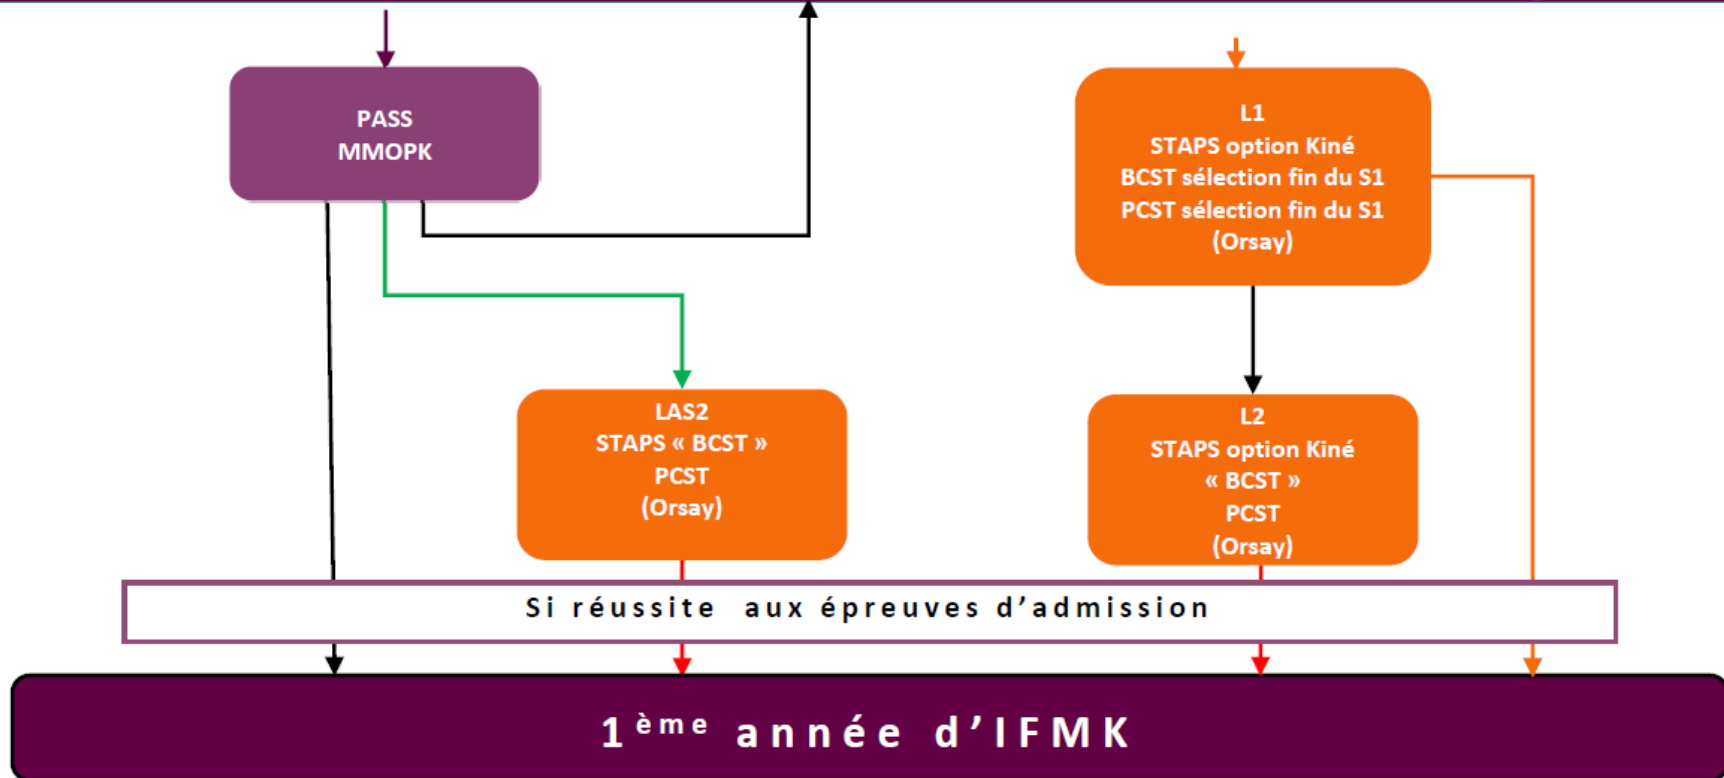 PASS
MMOPK
L1
STAPS option Kiné
BCST sélection fin du S1
PCST sélection fin du S1
(Orsay)
LAS2
STAPS « BCST »
PCST
(Orsay)
L2
STAPS option Kiné
« BCST »
PCST
(Orsay)
Si réussite aux épreuves d’admission
1ème année d’IFMK